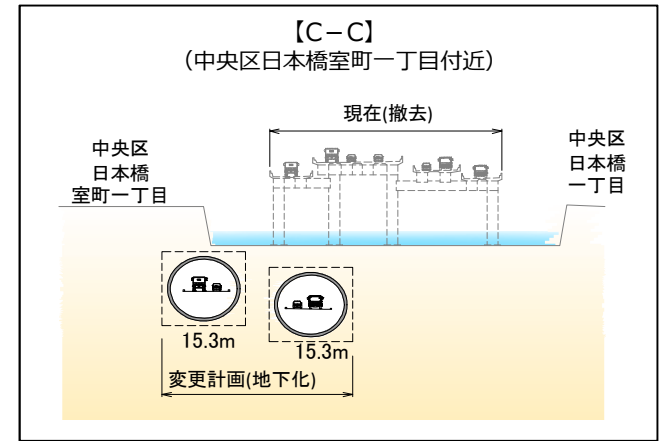 【C－C】
（中央区日本橋室町一丁目付近）
現在(撤去)
中央区
日本橋
室町一丁目
中央区
日本橋
一丁目
15.3m
15.3m
変更計画(地下化)